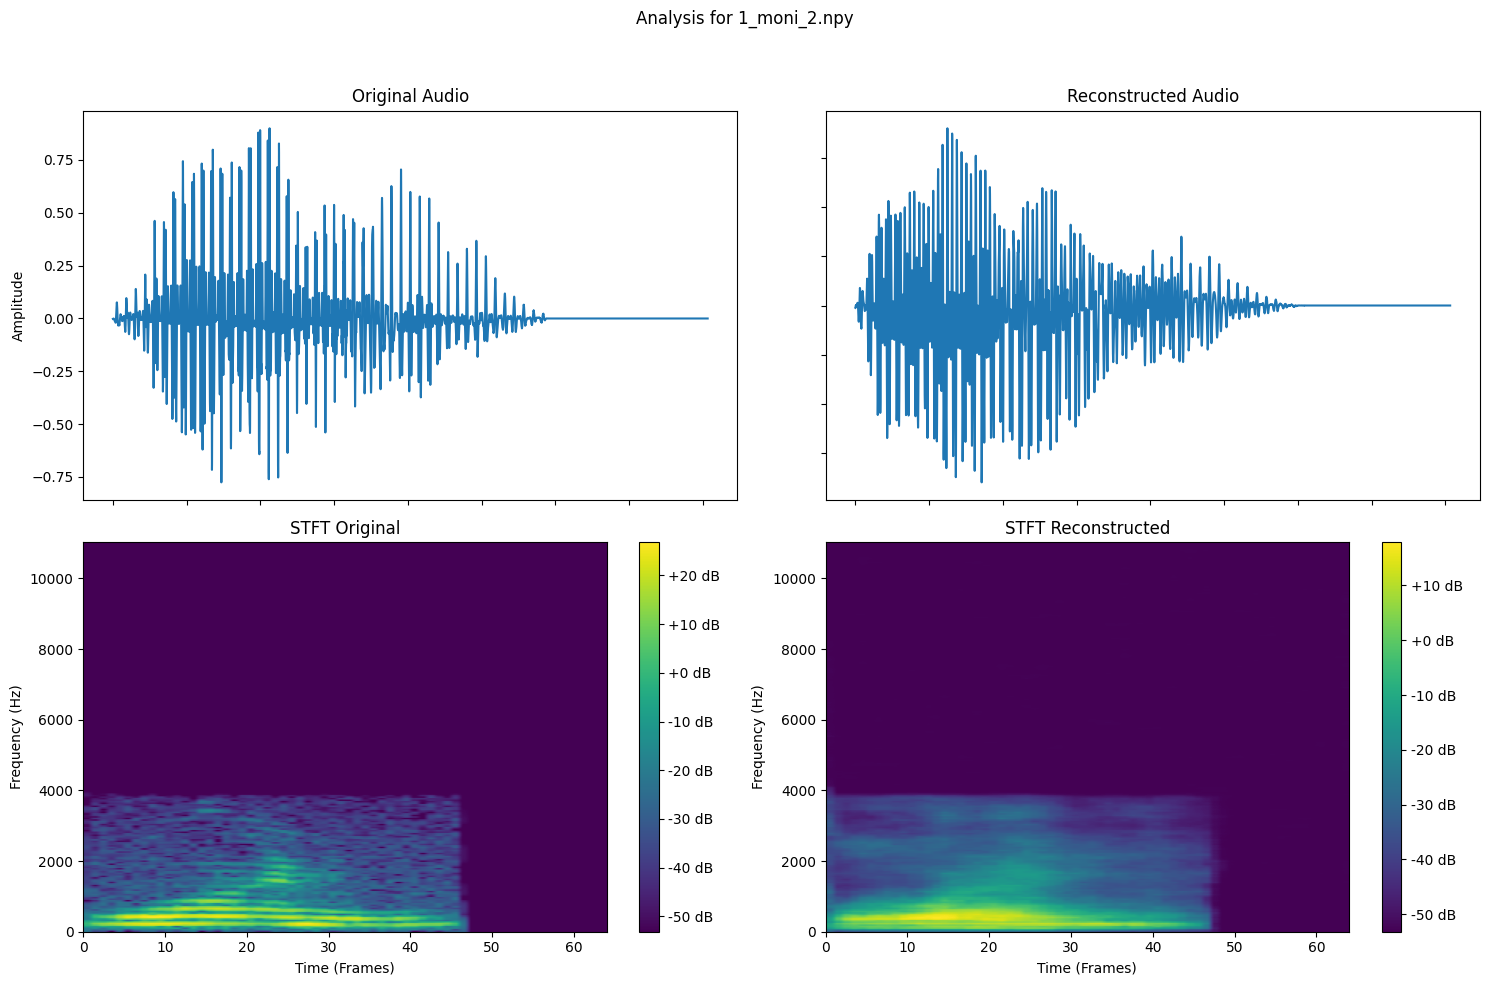 Analysis for 1_moni_2.npy
Original Audio
Reconstructed Audio
Amplitude
0.75
0.50
0.25
0.00
−0.25
−0.50
−0.75
STFT Original
STFT Reconstructed
Frequency (Hz)
10000
8000
6000
4000
2000
0
0 10 20 30 40 50 60
Time (Frames)
+20 dB
+10 dB
+0 dB
-10 dB
-20 dB
-30 dB
-40 dB
-50 dB
Frequency (Hz)
10000
8000
6000
4000
2000
0
0 10 20 30 40 50 60
Time (Frames)
+10 dB
+0 dB
-10 dB
-20 dB
-30 dB
-40 dB
-50 dB